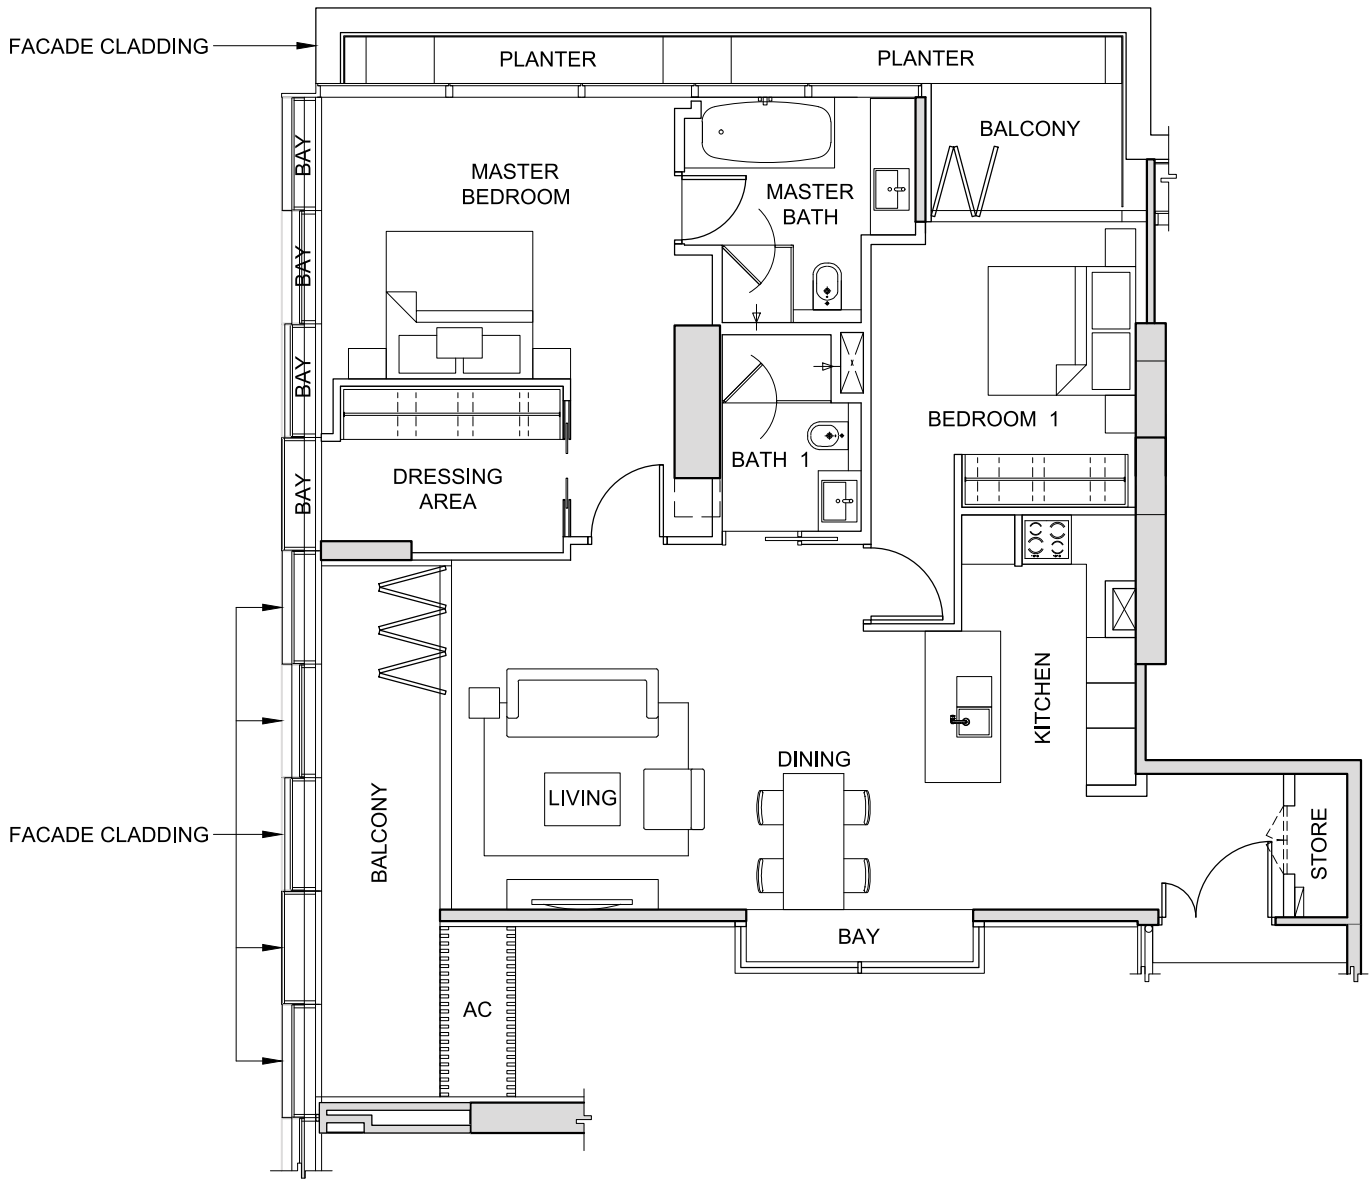 FACADE CLADDING
PLANTER
PLANTER
BALCONY
BAY
MASTER
BEDROOM
MASTER
BATH
BAY
BAY
BEDROOM 1
BATH 1
DRESSING
AREA
BAY
KITCHEN
DINING
LIVING
BALCONY
FACADE CLADDING
STORE
BAY
AC